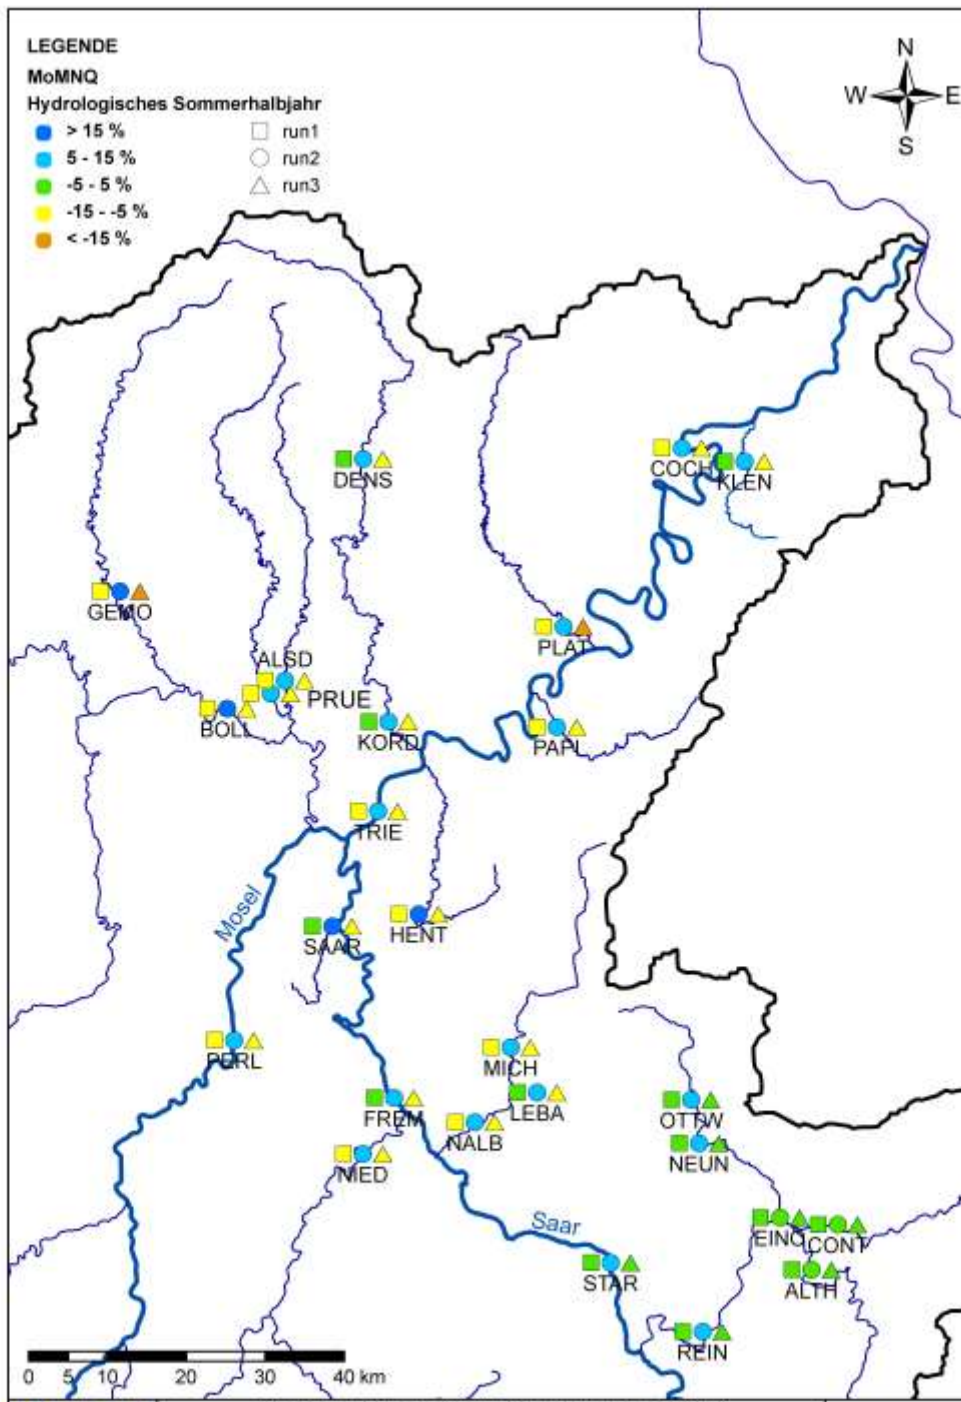 LEGENDE
MoMNQ
Hydrologisches Sommerhalbjahr
> 15 %
5 - 15 %
-5 - 5 %
-15 - -5 %
< -15 %
run1
run2
run3
N
W E
S
DENS
COCH
KLEN
GEMO
PLAT
ALSD
PRUE
BOLL
KORD
PAPI
TRIE
Mosel
SAAR
HENT
PERL
MICH
LEBA
FREM
NALB
OTTW
NEUN
NIED
Saar
EINO
CONT
STAR
ALTH
REIN
0 5 10 20 30 40 km